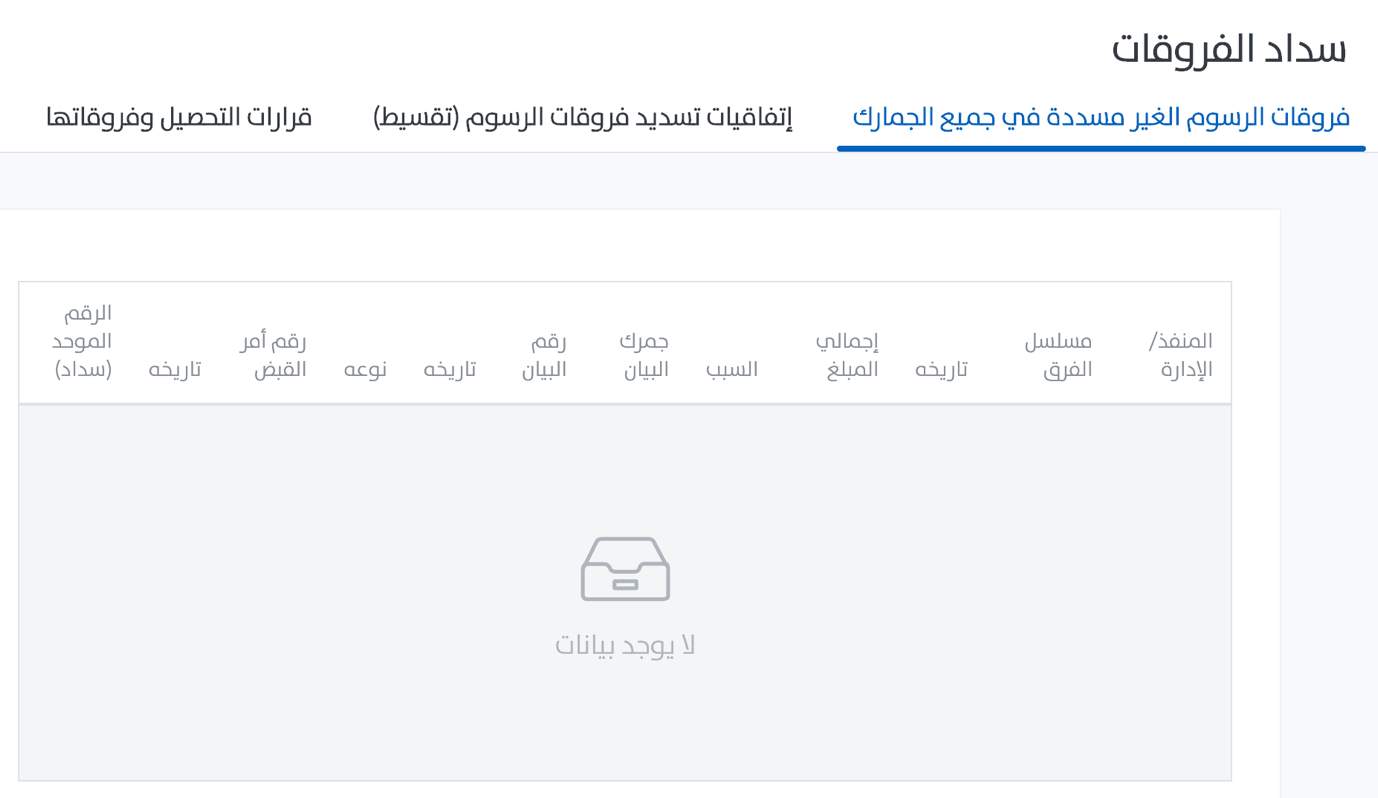 سداد الفروقات
فروقات الرسوم الغير مسددة في جميع الجمارك
إتفاقيات تسديد فروقات الرسوم (تقسيط)
قرارات التحصيل وفروقاتها
المنفذ/
الإدارة
مسلسل
الفرق
تاريخه
إجمالي
المبلغ
السبب
جمرك
البيان
رقم
البيان
تاريخه
نوعه
رقم أمر
القبض
تاريخه
الرقم
الموحد
(سداد)
لا يوجد بيانات